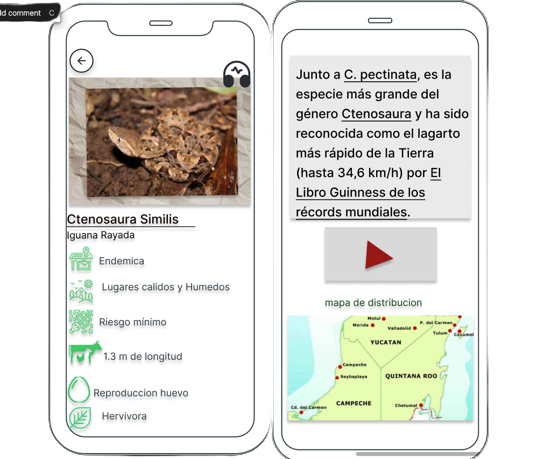 dd comment C
Ctenosaura Similis
Iguana Rayada
Endemica
Lugares calidos y Humedos
Riesgo mínimo
1.3 m de longitud
Reproduccion huevo
Hervivora
Junto a C. pectinata, es la
especie más grande del
género Ctenosaura y ha sido
reconocida como el lagarto
más rápido de la Tierra
(hasta 34,6 km/h) por El
Libro Guinness de los
récords mundiales.
mapa de distribucion
Motul
P. del Carmen
Merida
Valladolid
Tulum
Cozumel
YUCATAN
Campeche
Seybaplaya
QUINTANA ROO
CAMPECHE
Cd. del Carmen
Chetumal